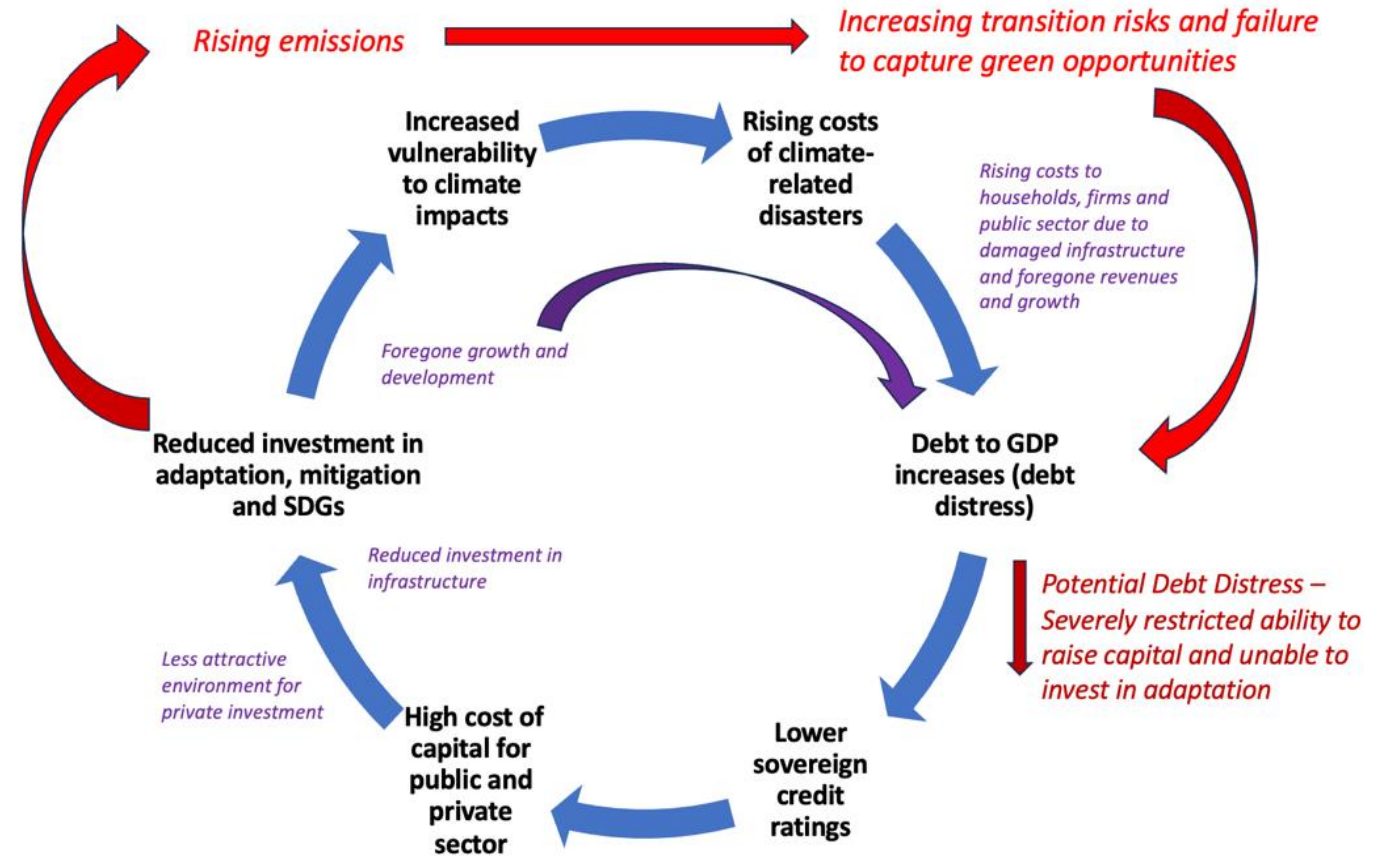 Rising emissions
Increasing transition risks and failure
to capture green opportunities
Increased
vulnerability
to climate
impacts
Rising costs
of climate-
related
disasters
Rising costs to
households, firms and
public sector due to
damaged infrastructure
and foregone revenues
and growth
Foregone growth and
development
Reduced investment in
adaptation, mitigation
and SDGs
Debt to GDP
increases (debt
distress)
Reduced investment in
infrastructure
Potential Debt Distress –
Severely restricted ability to
raise capital and unable to
invest in adaptation
Less attractive
environment for
private investment
High cost of
capital for
public and
private
sector
Lower
sovereign
credit
ratings